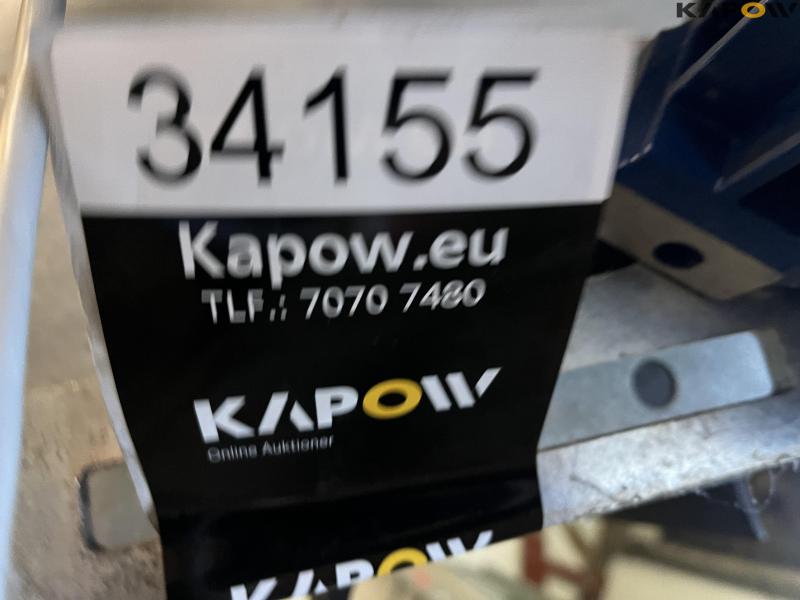 KAPOW
34155
Kapow.eu
TLF.: 7070 7480
KAPOW
Online Auktioner
KAPOW